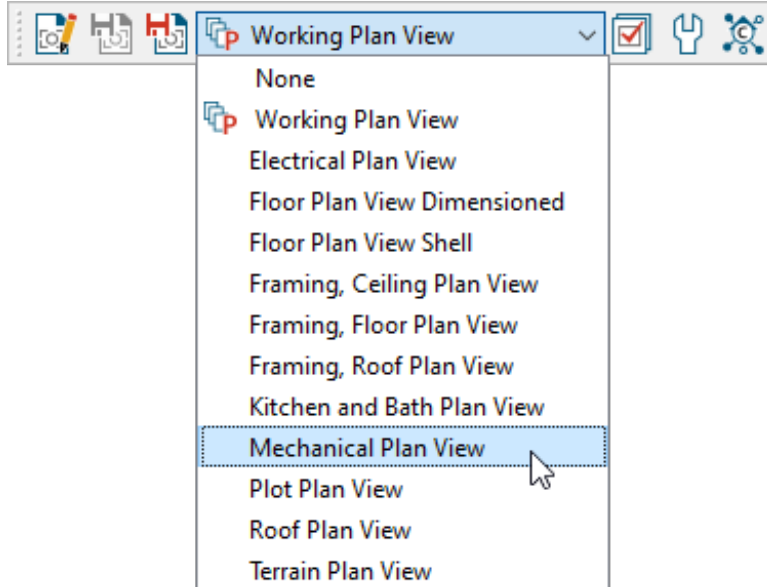 Working Plan View
None
Working Plan View
Electrical Plan View
Floor Plan View Dimensioned
Floor Plan View Shell
Framing, Ceiling Plan View
Framing, Floor Plan View
Framing, Roof Plan View
Kitchen and Bath Plan View
Mechanical Plan View
Plot Plan View
Roof Plan View
Terrain Plan View